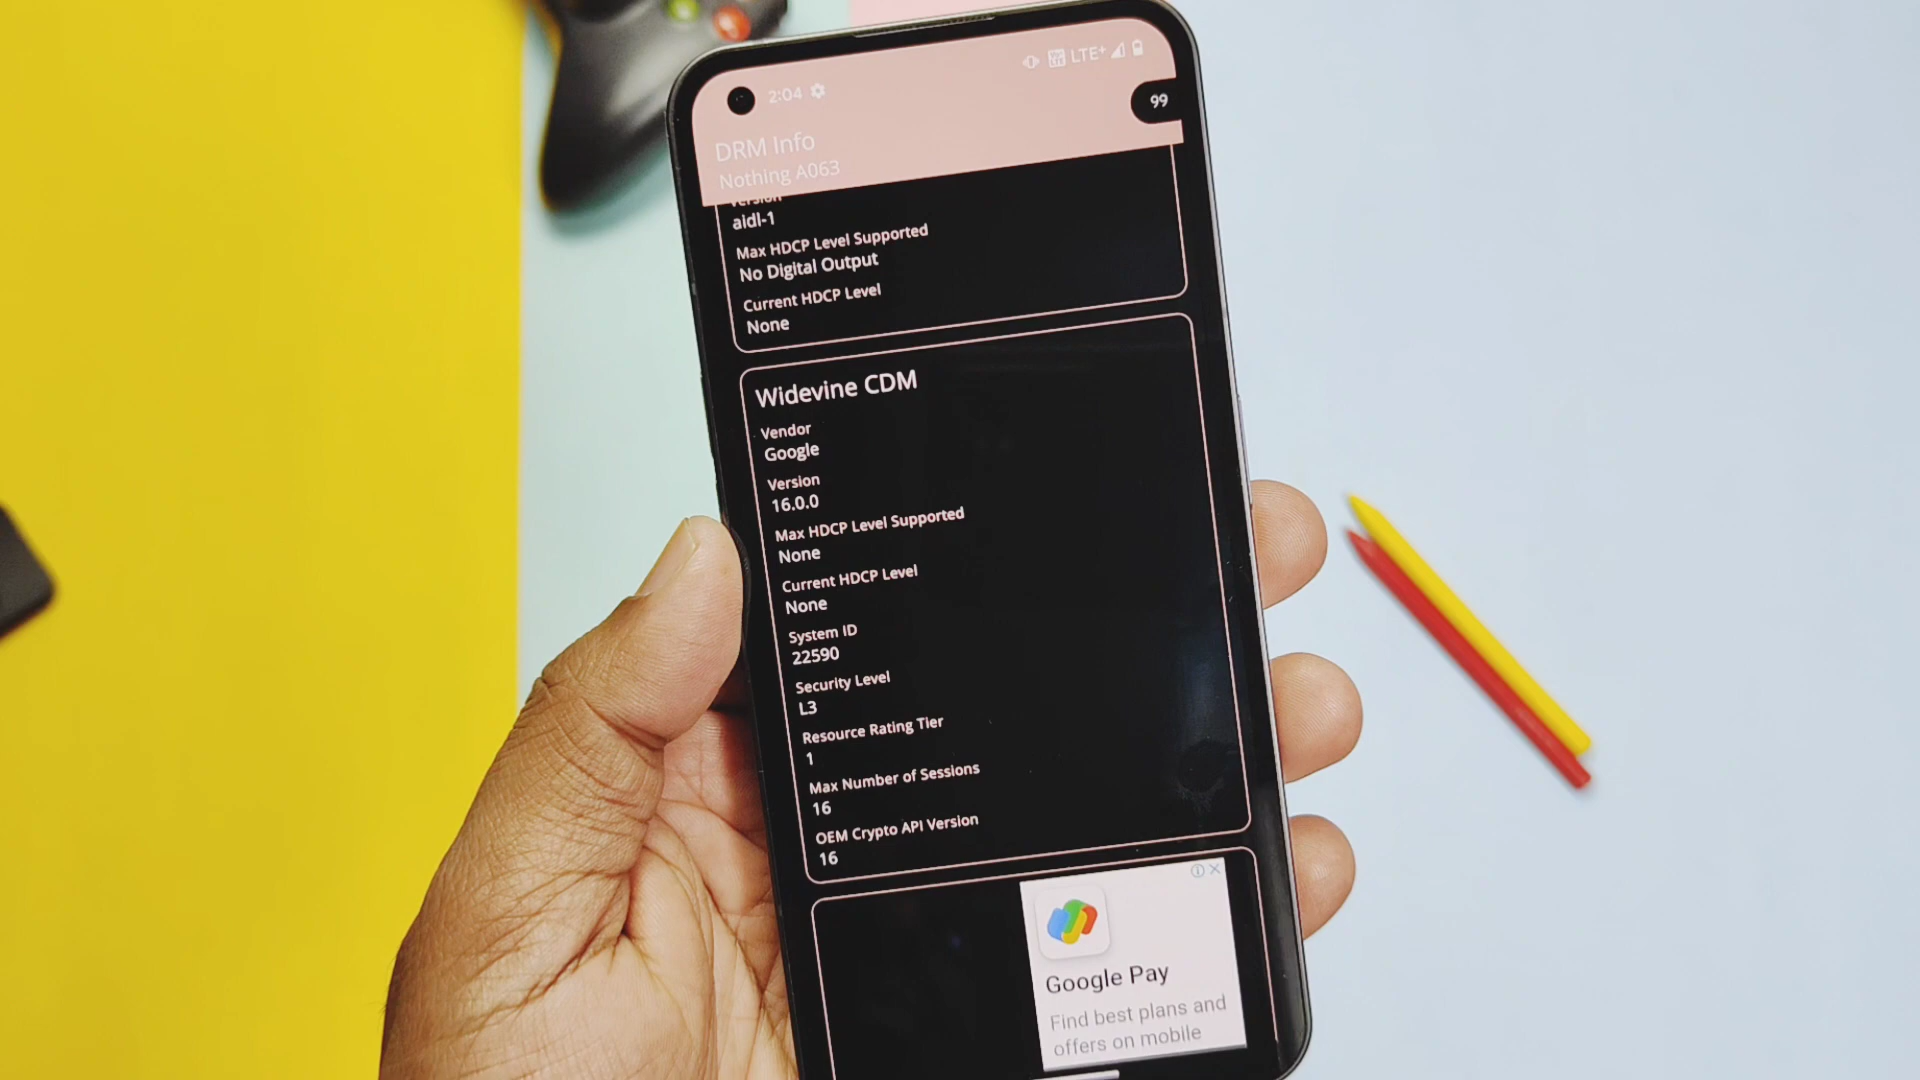 2:04
LTE+
99
DRM Info
Nothing A063
Version
aidl-1
Max HDCP Level Supported
No Digital Output
Current HDCP Level
None
Widevine CDM
Vendor
Google
Version
16.0.0
Max HDCP Level Supported
None
Current HDCP Level
None
System ID
22590
Security Level
L3
Resource Rating Tier
1
Max Number of Sessions
16
OEM Crypto API Version
16
Google Pay
Find best plans and
offers on mobile